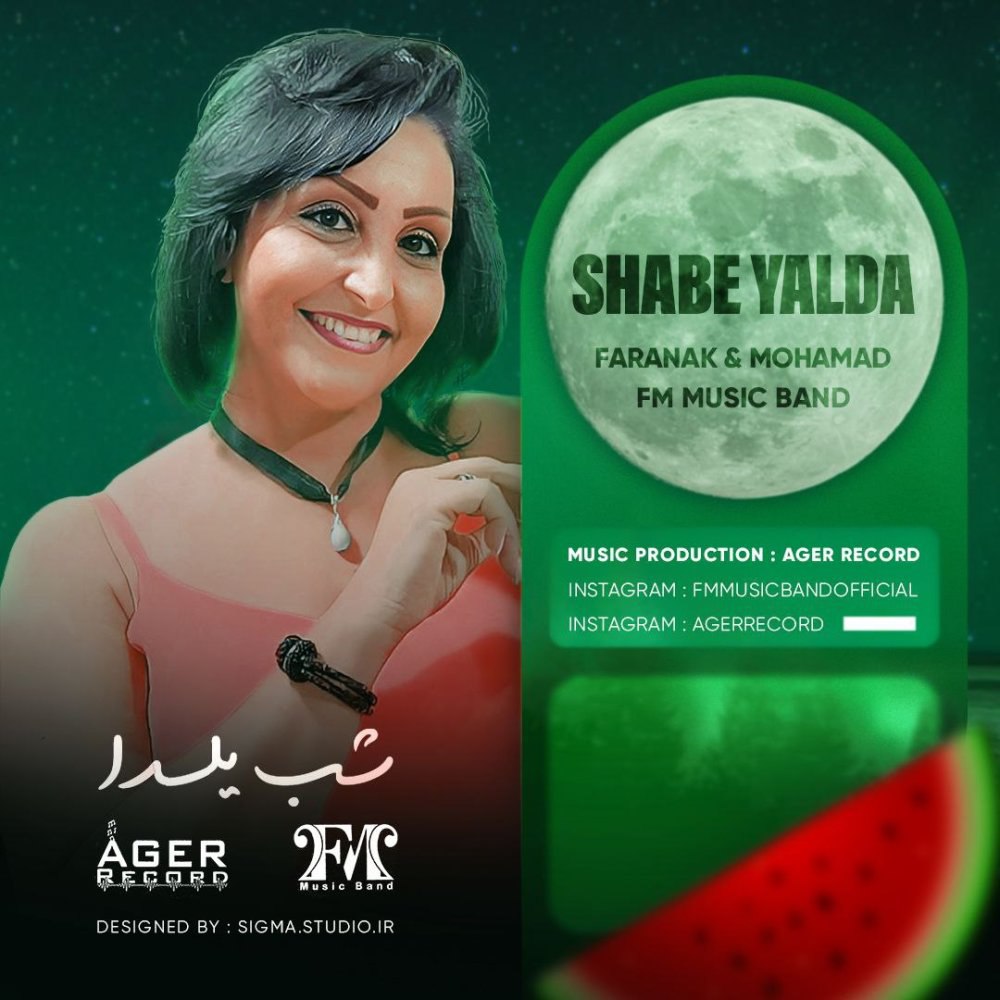 SHABE YALDA
FARANAK & MOHAMAD
FM MUSIC BAND
MUSIC PRODUCTION : AGER RECORD
INSTAGRAM : FMMUSICBANDOFFICIAL
INSTAGRAM : AGERRECORD
شب یلدا
AGER
RECORD
FM
Music Band
DESIGNED BY : SIGMA.STUDIO.IR